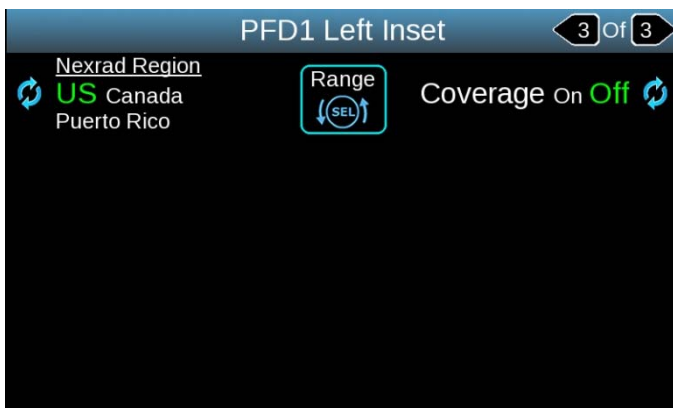 PFD1 Left Inset
3 Of 3
Nexrad Region
US Canada
Puerto Rico
Range
SEL
Coverage On Off